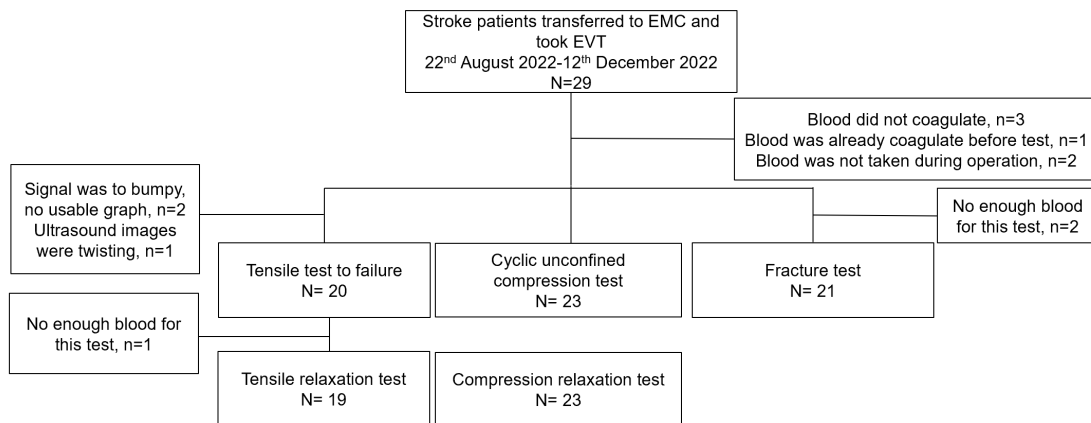 Stroke patients transferred to EMC and
took EVT
22nd August 2022-12th December 2022
N=29
Blood did not coagulate, n=3
Blood was already coagulate before test, n=1
Blood was not taken during operation, n=2
Signal was to bumpy,
no usable graph, n=2
Ultrasound images
were twisting, n=1
No enough blood
for this test, n=2
Tensile test to failure
N= 20
Cyclic unconfined
compression test
N= 23
Fracture test
N= 21
No enough blood for
this test, n=1
Tensile relaxation test
N= 19
Compression relaxation test
N= 23